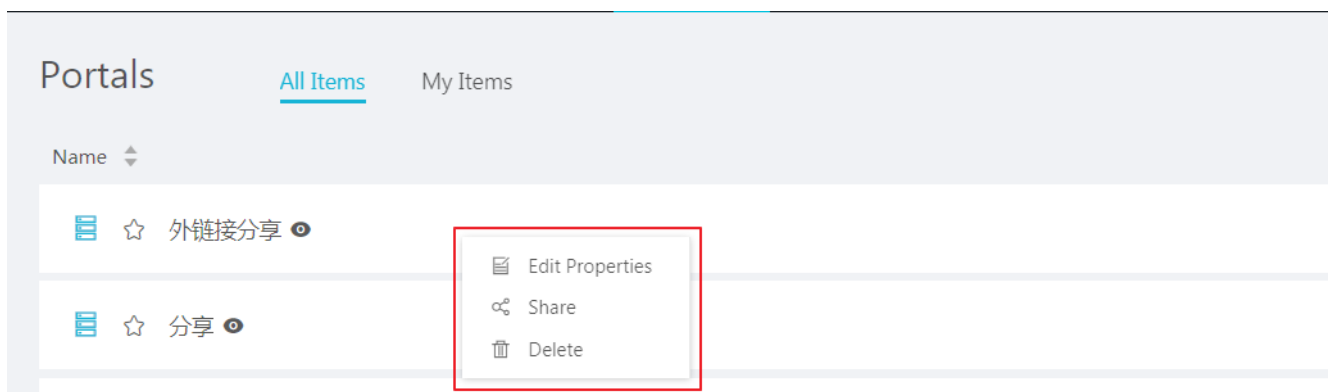 Portals All Items My Items
Name
外链接分享
Edit Properties
Share
分享
Delete